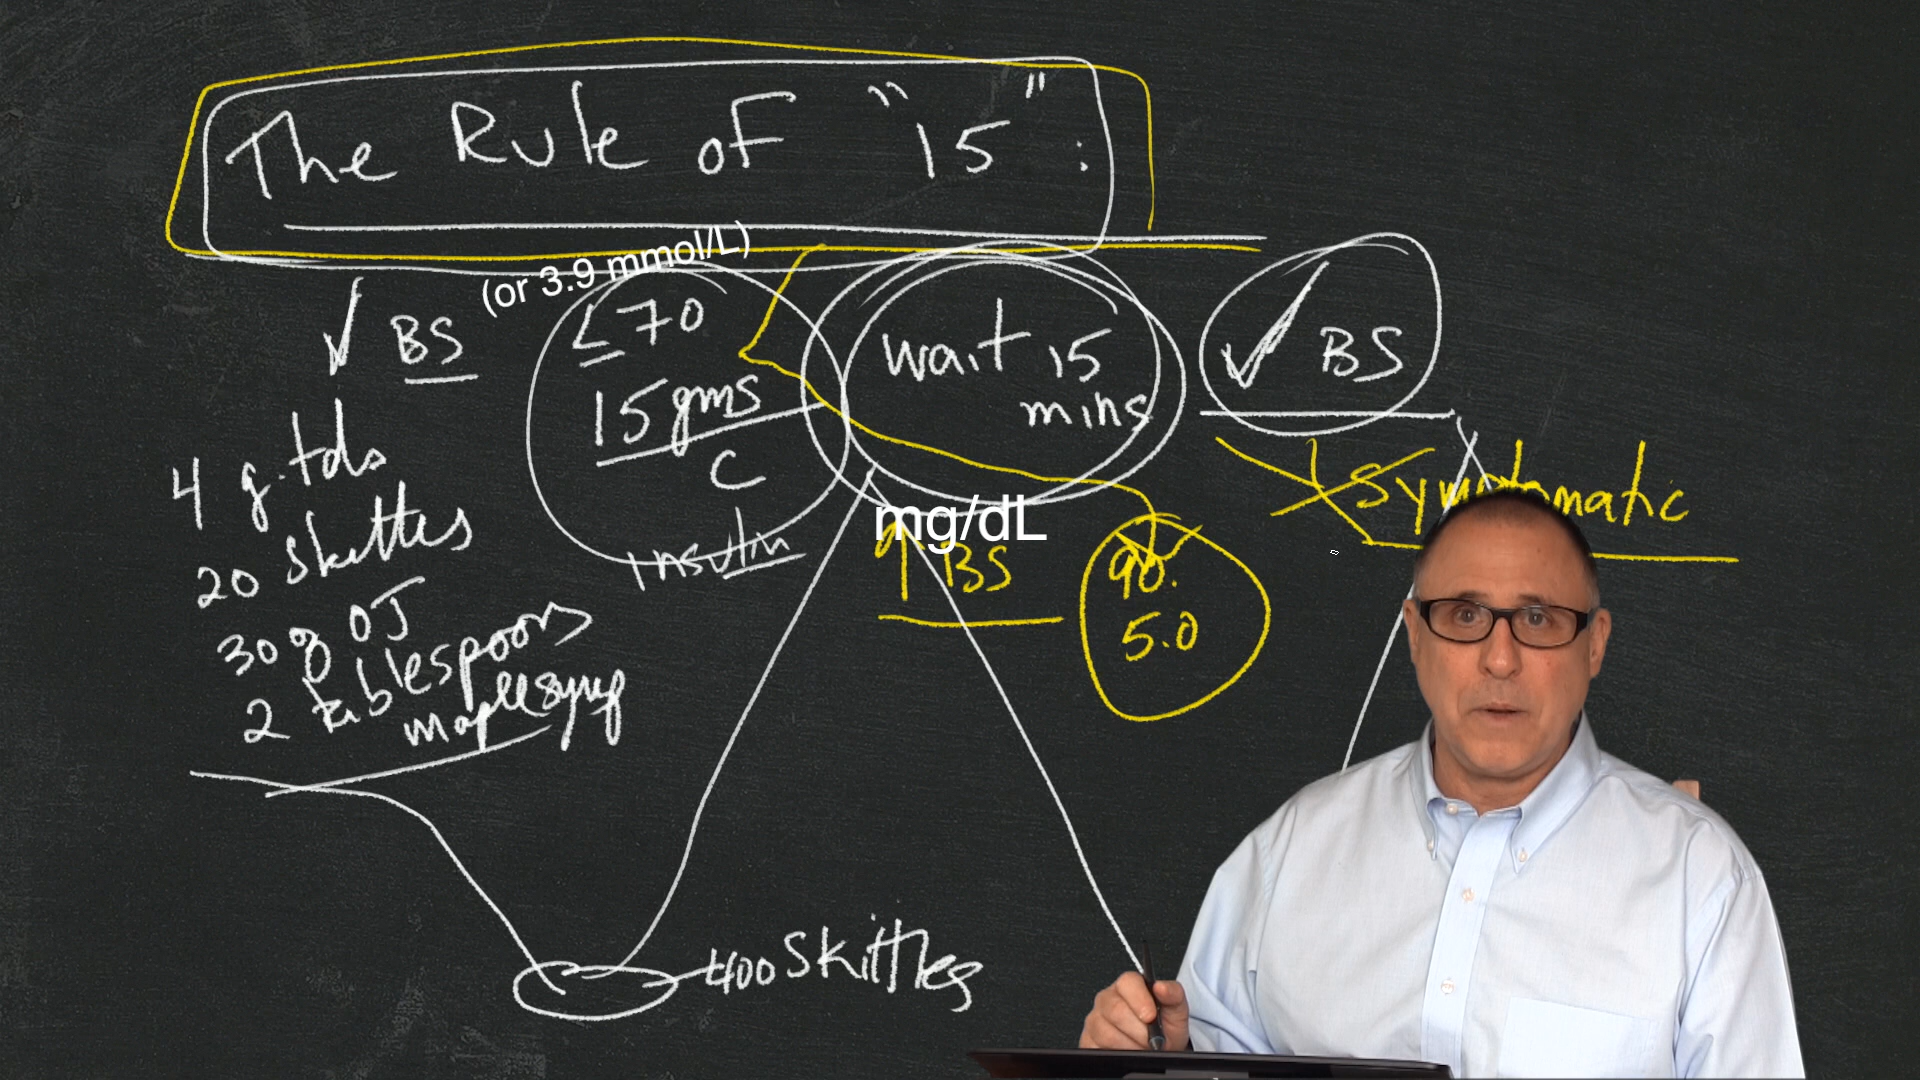 The Rule of "15":
(or 3.9 mmol/L)
✓ BS
≤70
15 gms
C
Insulin
wait 15
mins
✓ BS
Symptomatic
4 g. tabs
20 skittles
30 g OJ
2 tablespoons
maple syrup
mg/dL
↑ BS
90.
5.0
400 Skittles